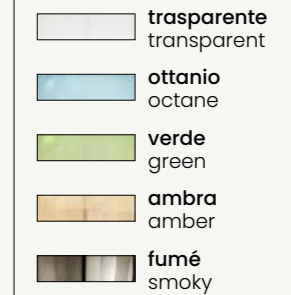 trasparente
transparent
ottanio
octane
verde
green
ambra
amber
fumé
smoky